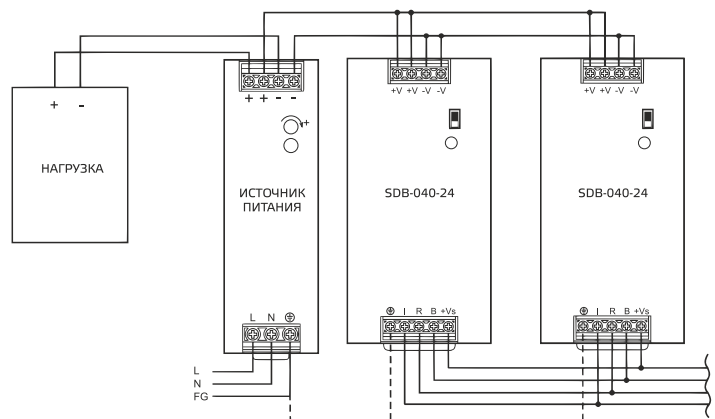 +V +V -V -V
+V +V -V -V
+ + - -
+ -
+
НАГРУЗКА
ИСТОЧНИК
ПИТАНИЯ
SDB-040-24
SDB-040-24
L N
I R B +Vs
I R B +Vs
L
N
FG